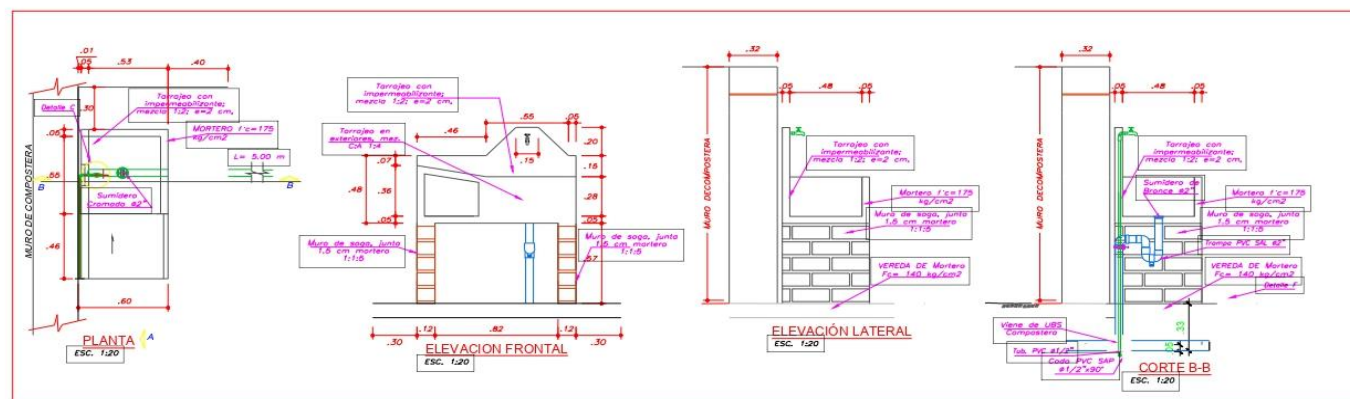 .01
.05
.53
.40
Detalle C
.30
Tarrajeo con
impermeabilizante;
mezcla 1:2; e=2 cm.
MORTERO f'c=175
kg/cm2
.05
L= 5.00 m
MURO DE COMPOSTERA
B
B
.55
Sumidero
Cromado ø2"
.46
.60
PLANTA
A
ESC. 1:20
Tarrajeo con
impermeabilizante;
mezcla 1:2; e=2 cm.
.55
.05
.46
Tarrajeo en
exteriores, mez.
C:A 1:4
.15
.20
.07
.15
.48
.36
.28
.05
.05
Muro de soga, junta
1.5 cm mortero
1:1:5
Muro de soga, junta
1.5 cm mortero
1:1:5
.57
.30
.12
.82
.12
.30
ELEVACION FRONTAL
ESC. 1:20
.32
.05
.48
.05
MURO DECOMPOSTERA
Tarrajeo con
impermeabilizante;
mezcla 1:2; e=2 cm.
Mortero f'c=175
kg/cm2
Muro de soga, junta
1.5 cm mortero
1:1:5
VEREDA DE Mortero
Fc= 140 kg/cm2
ELEVACIÓN LATERAL
ESC. 1:20
.32
.05
.48
.05
MURO DECOMPOSTERA
Tarrajeo con
impermeabilizante;
mezcla 1:2; e=2 cm.
Sumidero de
Bronce ø2"
Mortero f'c=175
kg/cm2
Muro de soga, junta
1.5 cm mortero
1:1:5
Trampa PVC SAL ø2"
VEREDA DE Mortero
Fc= 140 kg/cm2
Detalle F
Viene de UBS
Compostera
.33
.05
Tub. PVC ø1/2"
Codo PVC SAP
ø1/2"x90°
CORTE B-B
ESC. 1:20